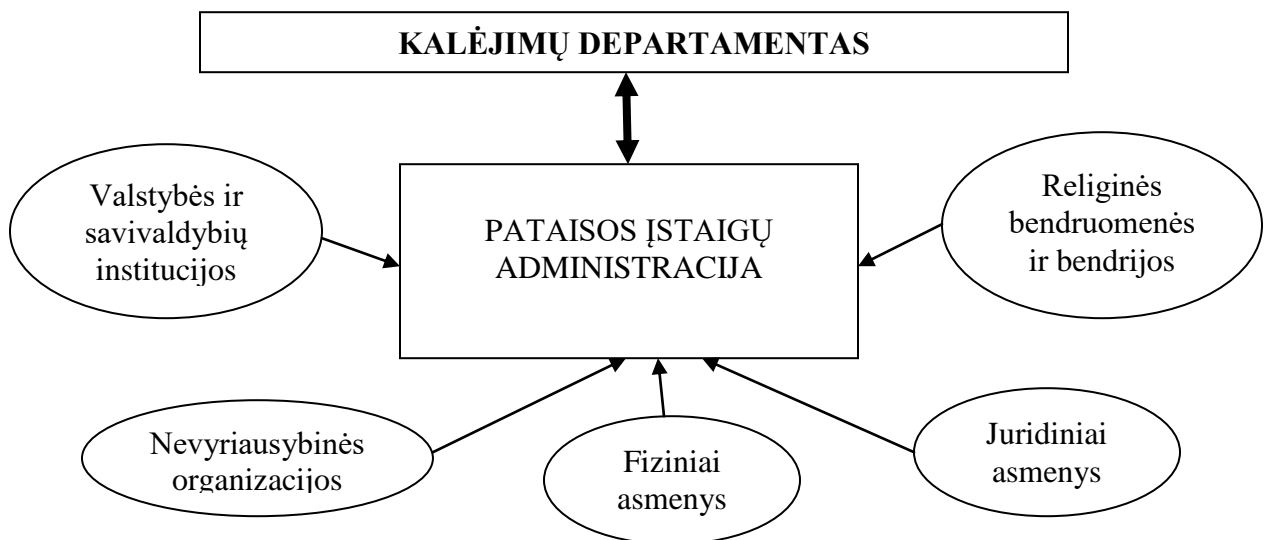 KALĖJIMŲ DEPARTAMENTAS
Valstybės ir
savivaldybių
institucijos
PATAISOS ĮSTAIGŲ
ADMINISTRACIJA
Religinės
bendruomenės
ir bendrijos
Nevyriausybinės
organizacijos
Fiziniai
asmenys
Juridiniai
asmenys